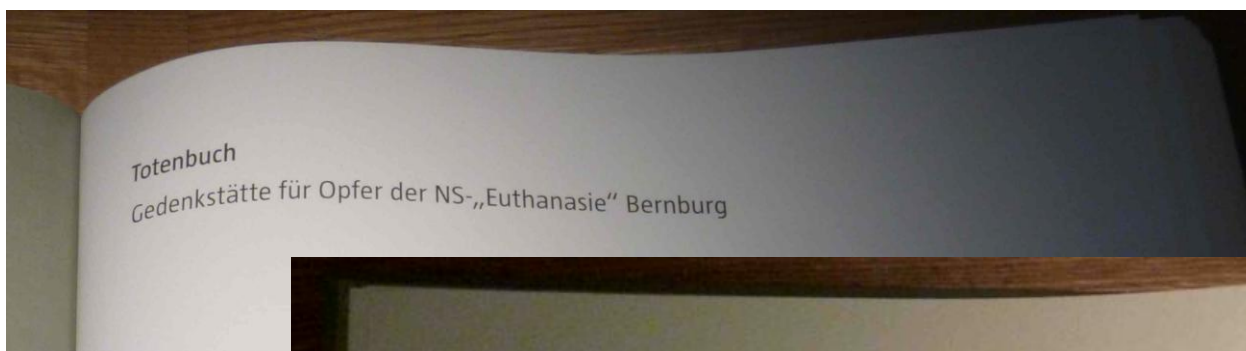 Totenbuch
Gedenkstätte für Opfer der NS-„Euthanasie“ Bernburg